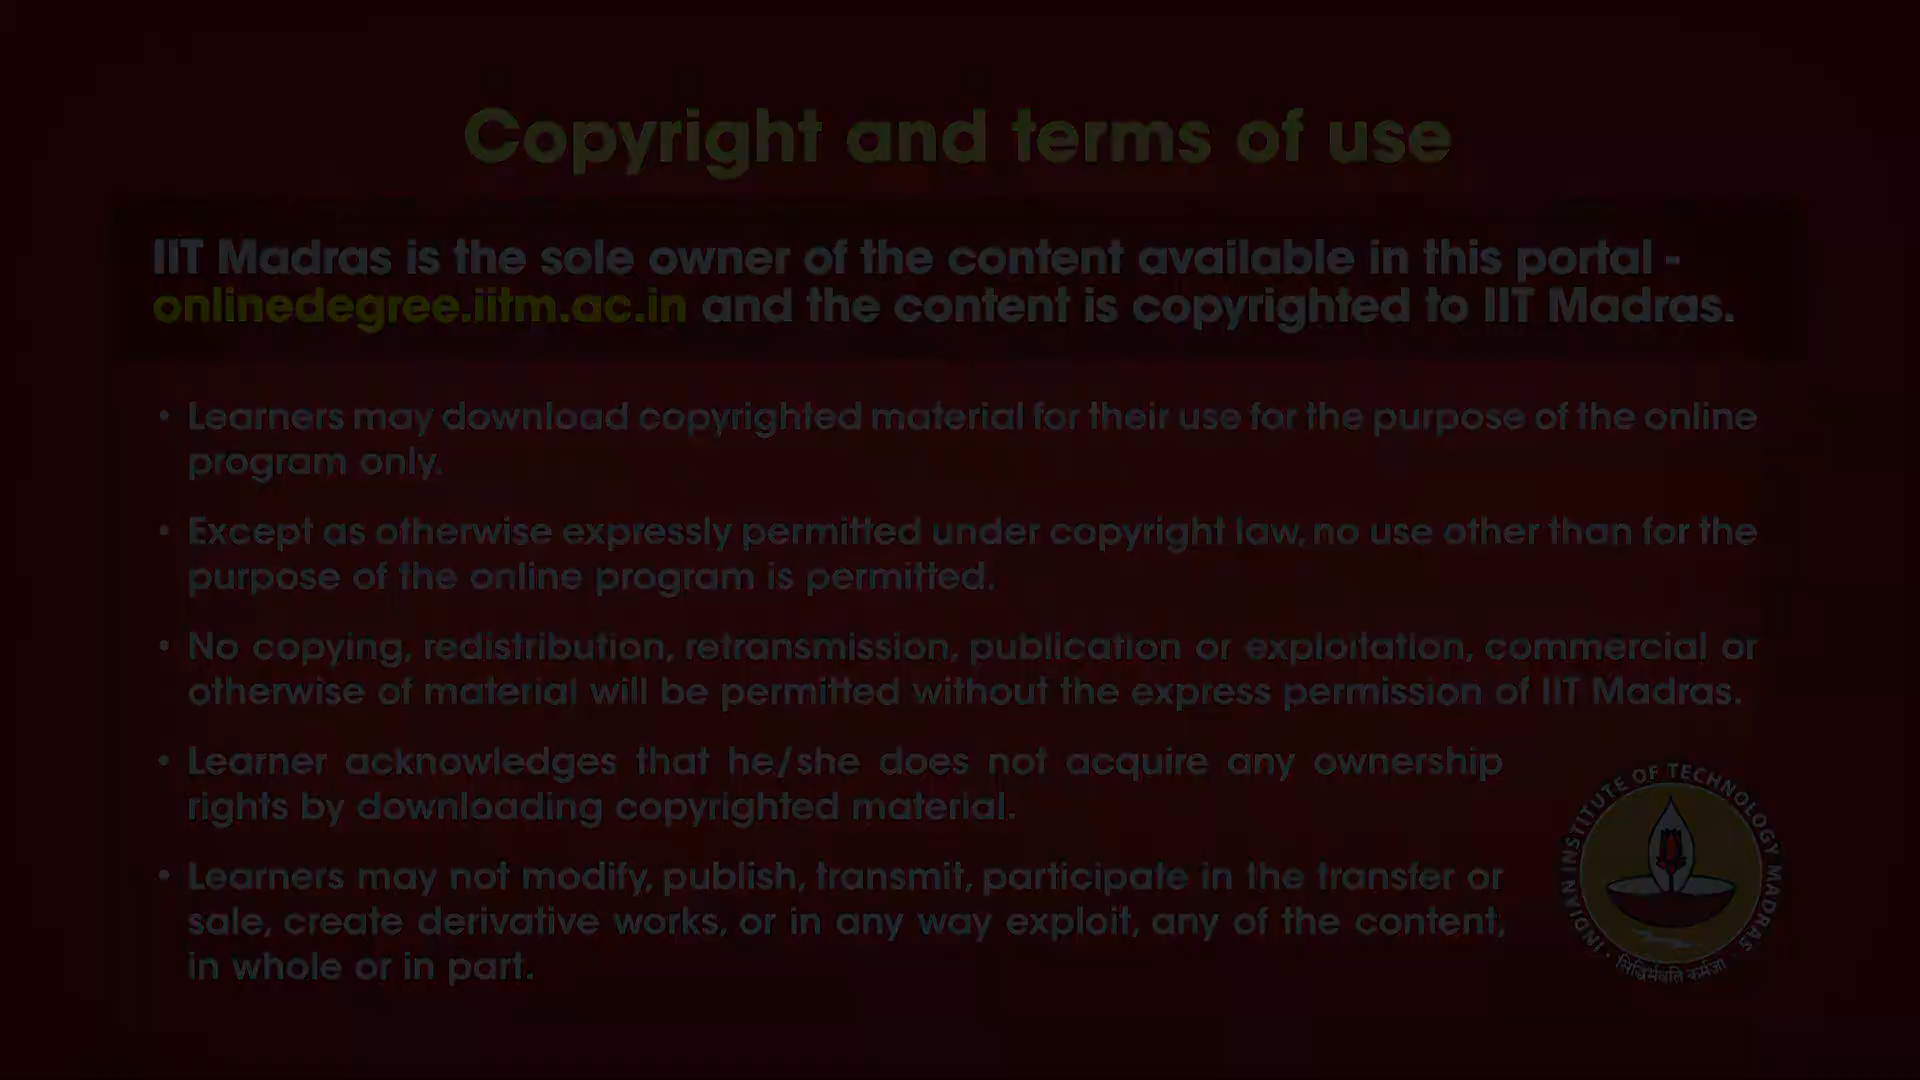 Copyright and terms of use
IIT Madras is the sole owner of the content available in this portal -
onlinedegree.iitm.ac.in and the content is copyrighted to IIT Madras.
• Learners may download copyrighted material for their use for the purpose of the online
program only.
• Except as otherwise expressly permitted under copyright law, no use other than for the
purpose of the online program is permitted.
• No copying, redistribution, retransmission, publication or exploitation, commercial or
otherwise of material will be permitted without the express permission of IIT Madras.
• Learner acknowledges that he/she does not acquire any ownership
rights by downloading copyrighted material.
• Learners may not modify, publish, transmit, participate in the transfer or
sale, create derivative works, or in any way exploit, any of the content,
in whole or in part.
INDIAN INSTITUTE OF TECHNOLOGY MADRAS
सिद्धिर्भवति कर्मजा